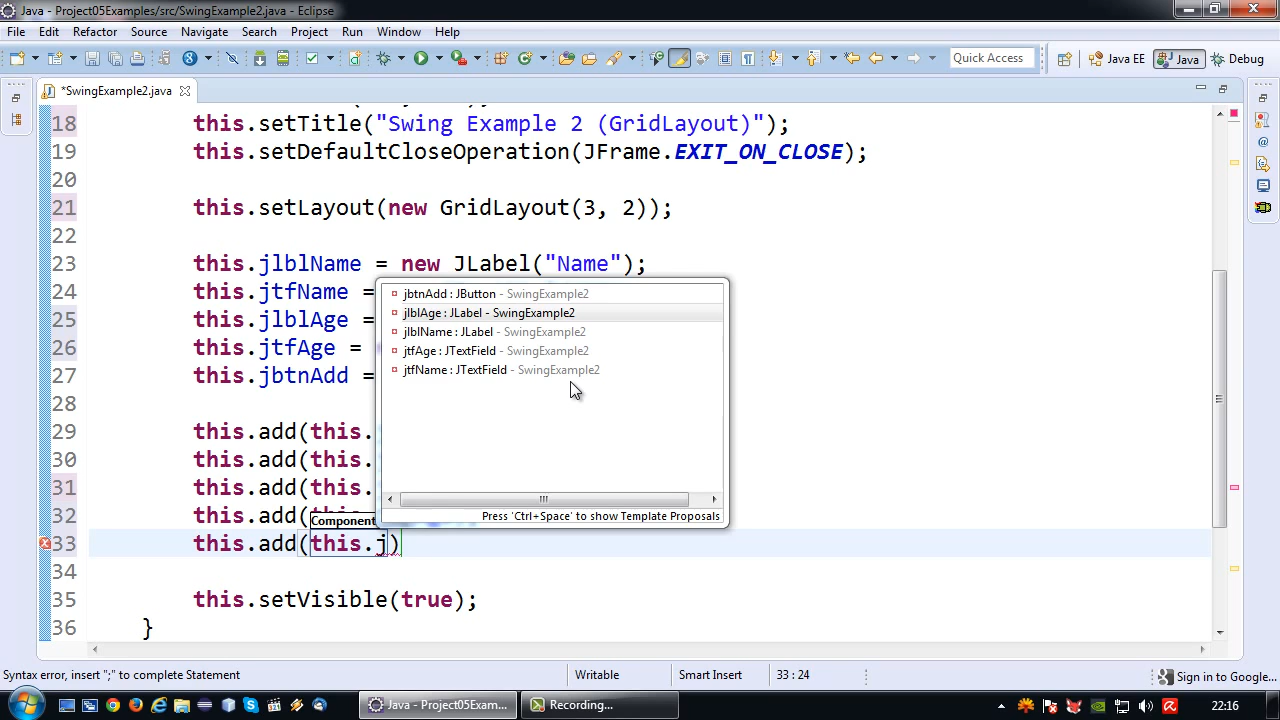 Java - Project05Examples/src/SwingExample2.java - Eclipse
File Edit Refactor Source Navigate Search Project Run Window Help
Quick Access
Java EE
Java
Debug
*SwingExample2.java
18 this.setTitle("Swing Example 2 (GridLayout)");
19 this.setDefaultCloseOperation(JFrame.EXIT_ON_CLOSE);
20
21 this.setLayout(new GridLayout(3, 2));
22
23 this.jlblName = new JLabel("Name");
24 this.jtfName =
25 this.jlblAge =
26 this.jtfAge =
27 this.jbtnAdd =
28
29 this.add(this.
30 this.add(this.
31 this.add(this.
32 this.add(
33 this.add(this.j)
34
35 this.setVisible(true);
36 }
jbtnAdd : JButton - SwingExample2
jlblAge : JLabel - SwingExample2
jlblName : JLabel - SwingExample2
jtfAge : JTextField - SwingExample2
jtfName : JTextField - SwingExample2
Press 'Ctrl+Space' to show Template Proposals
Component
Syntax error, insert ";" to complete Statement
Writable
Smart Insert
33 : 24
Sign in to Google...
Java - Project05Exam...
Recording...
22:16